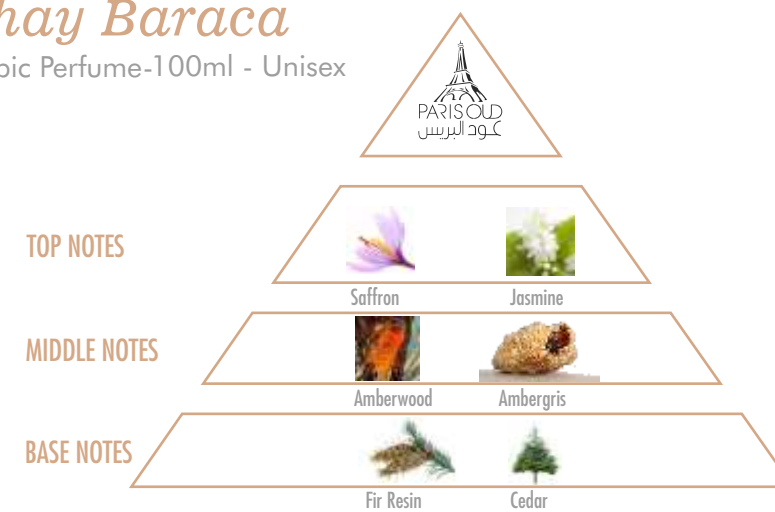 hay Baraca
bic Perfume-100ml - Unisex
PARIS OUD
عود البريس
TOP NOTES
Saffron
Jasmine
MIDDLE NOTES
Amberwood
Ambergris
BASE NOTES
Fir Resin
Cedar